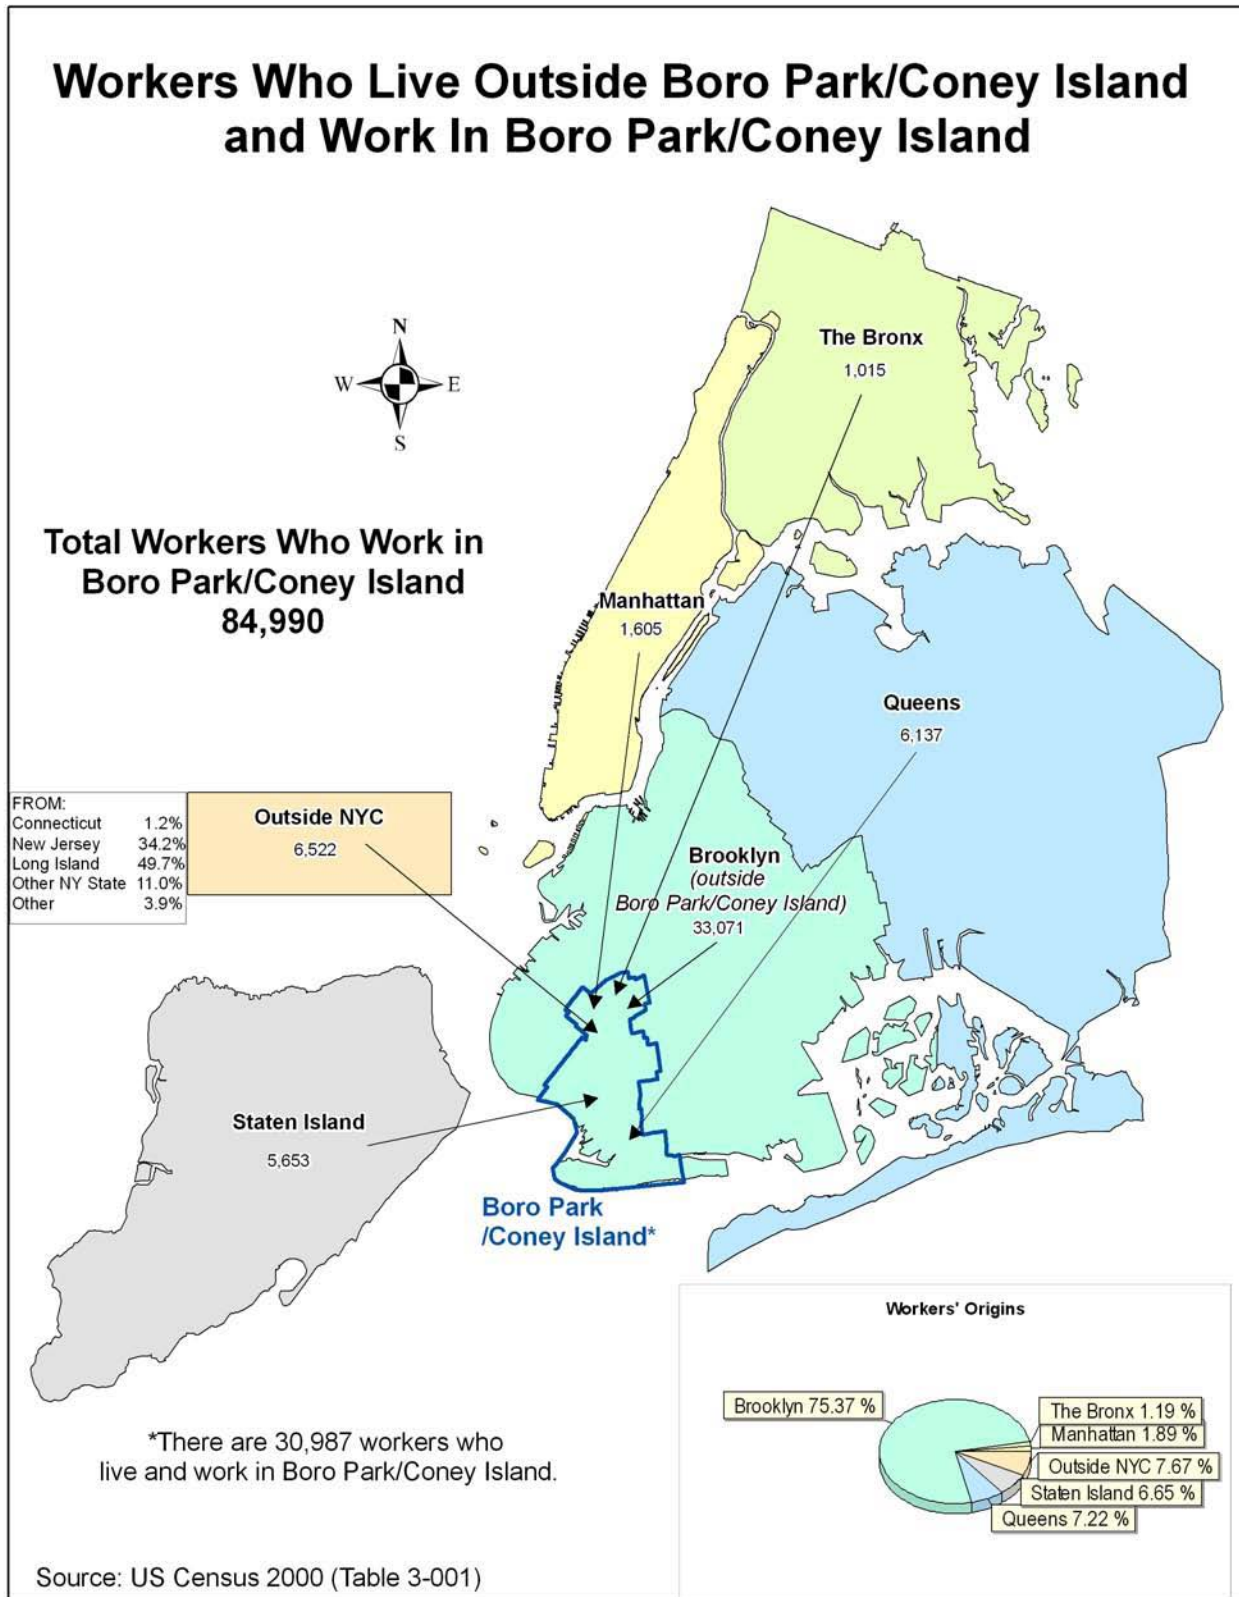 Workers Who Live Outside Boro Park/Coney Island
and Work In Boro Park/Coney Island
N
W E
S
The Bronx
1,015
Total Workers Who Work in
Boro Park/Coney Island
84,990
Manhattan
1,605
Queens
6,137
FROM:
Connecticut 1.2%
New Jersey 34.2%
Long Island 49.7%
Other NY State 11.0%
Other 3.9%
Outside NYC
6,522
Brooklyn
(outside
Boro Park/Coney Island)
33,071
Staten Island
5,653
Boro Park
/Coney Island*
Workers' Origins
Brooklyn 75.37 %
The Bronx 1.19 %
Manhattan 1.89 %
Outside NYC 7.67 %
Staten Island 6.65 %
Queens 7.22 %
*There are 30,987 workers who
live and work in Boro Park/Coney Island.
Source: US Census 2000 (Table 3-001)